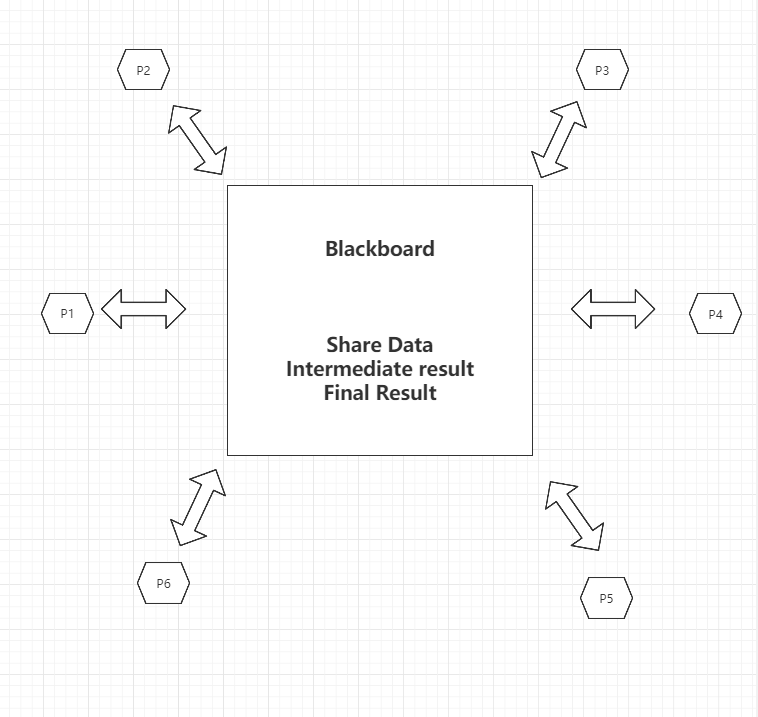 P2
P3
Blackboard
P1
P4
Share Data
Intermediate result
Final Result
P6
P5